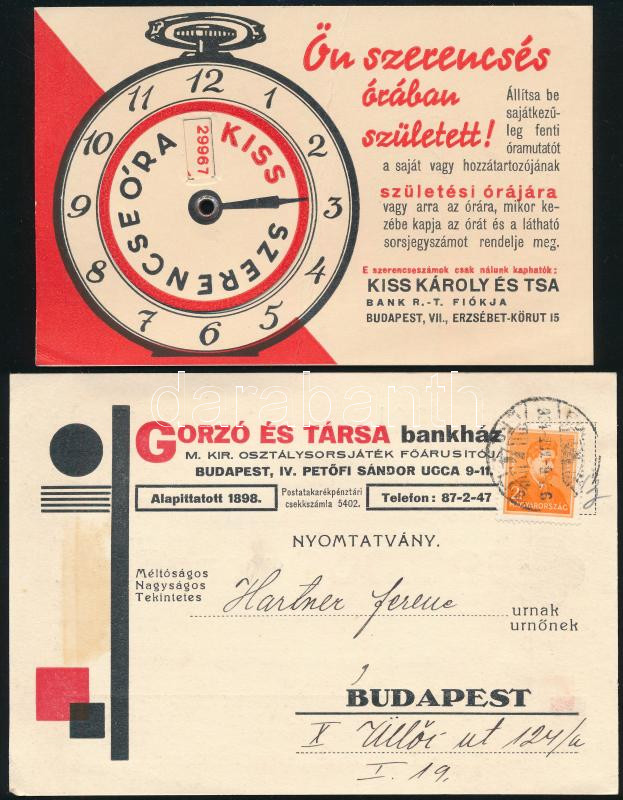 Ön szerencsés
órában
született!
Állítsa be
sajátkezü-
leg fenti
óramutatót
a saját vagy hozzátartozójának
születési órájára
vagy arra az órára, mikor ke-
zébe kapja az órát és a látható
sorsjegyszámot rendelje meg.
E szerencseszámok csak nálunk kaphatók:
KISS KÁROLY ÉS TSA
BANK R.-T. FIÓKJA
BUDAPEST, VII., ERZSÉBET-KÖRUT 15
12
1
2
3
4
5
6
7
8
9
10
11
KISS SZERENCSEÓRA
29967
darabanth
GORZÓ ÉS TÁRSA bankház
M. KIR. OSZTÁLYSORSJÁTÉK FŐÁRUSITÓ
BUDAPEST, IV. PETŐFI SÁNDOR UGCA 9-11.
Alapittatott 1898.
Postatakarékpénztári
csekkszámla 5402.
Telefon: 87-2-47
MAGYARORSZÁG
NYOMTATVÁNY.
Méltóságos
Nagyságos
Tekintetes
Hartner Ferenc
urnak
urnőnek
BUDAPEST
X Üllői ut 124/a
I. 19.